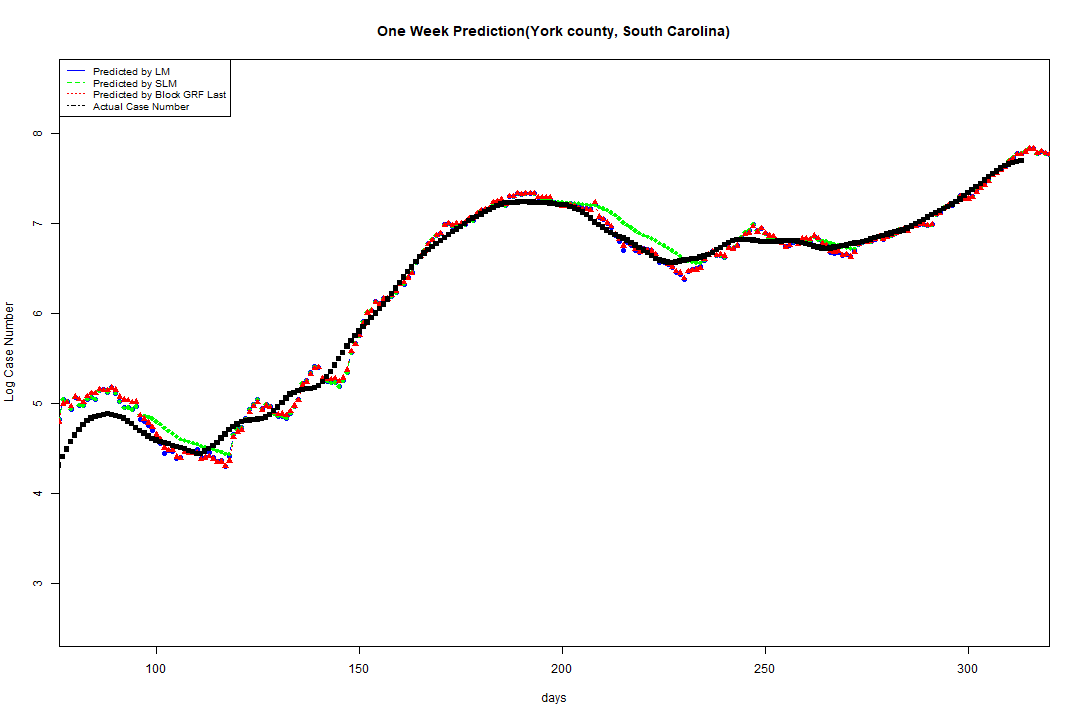 One Week Prediction(York county, South Carolina)
Predicted by LM
Predicted by SLM
Predicted by Block GRF Last
Actual Case Number
8
7
6
5
4
3
Log Case Number
100 150 200 250 300
days